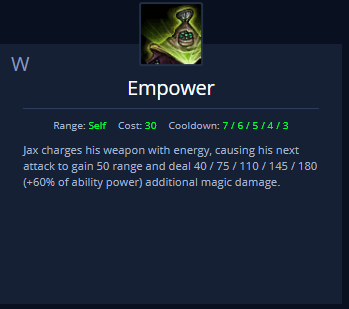 W
Empower
Range: Self Cost: 30 Cooldown: 7 / 6 / 5 / 4 / 3
Jax charges his weapon with energy, causing his next
attack to gain 50 range and deal 40 / 75 / 110 / 145 / 180
(+60% of ability power) additional magic damage.